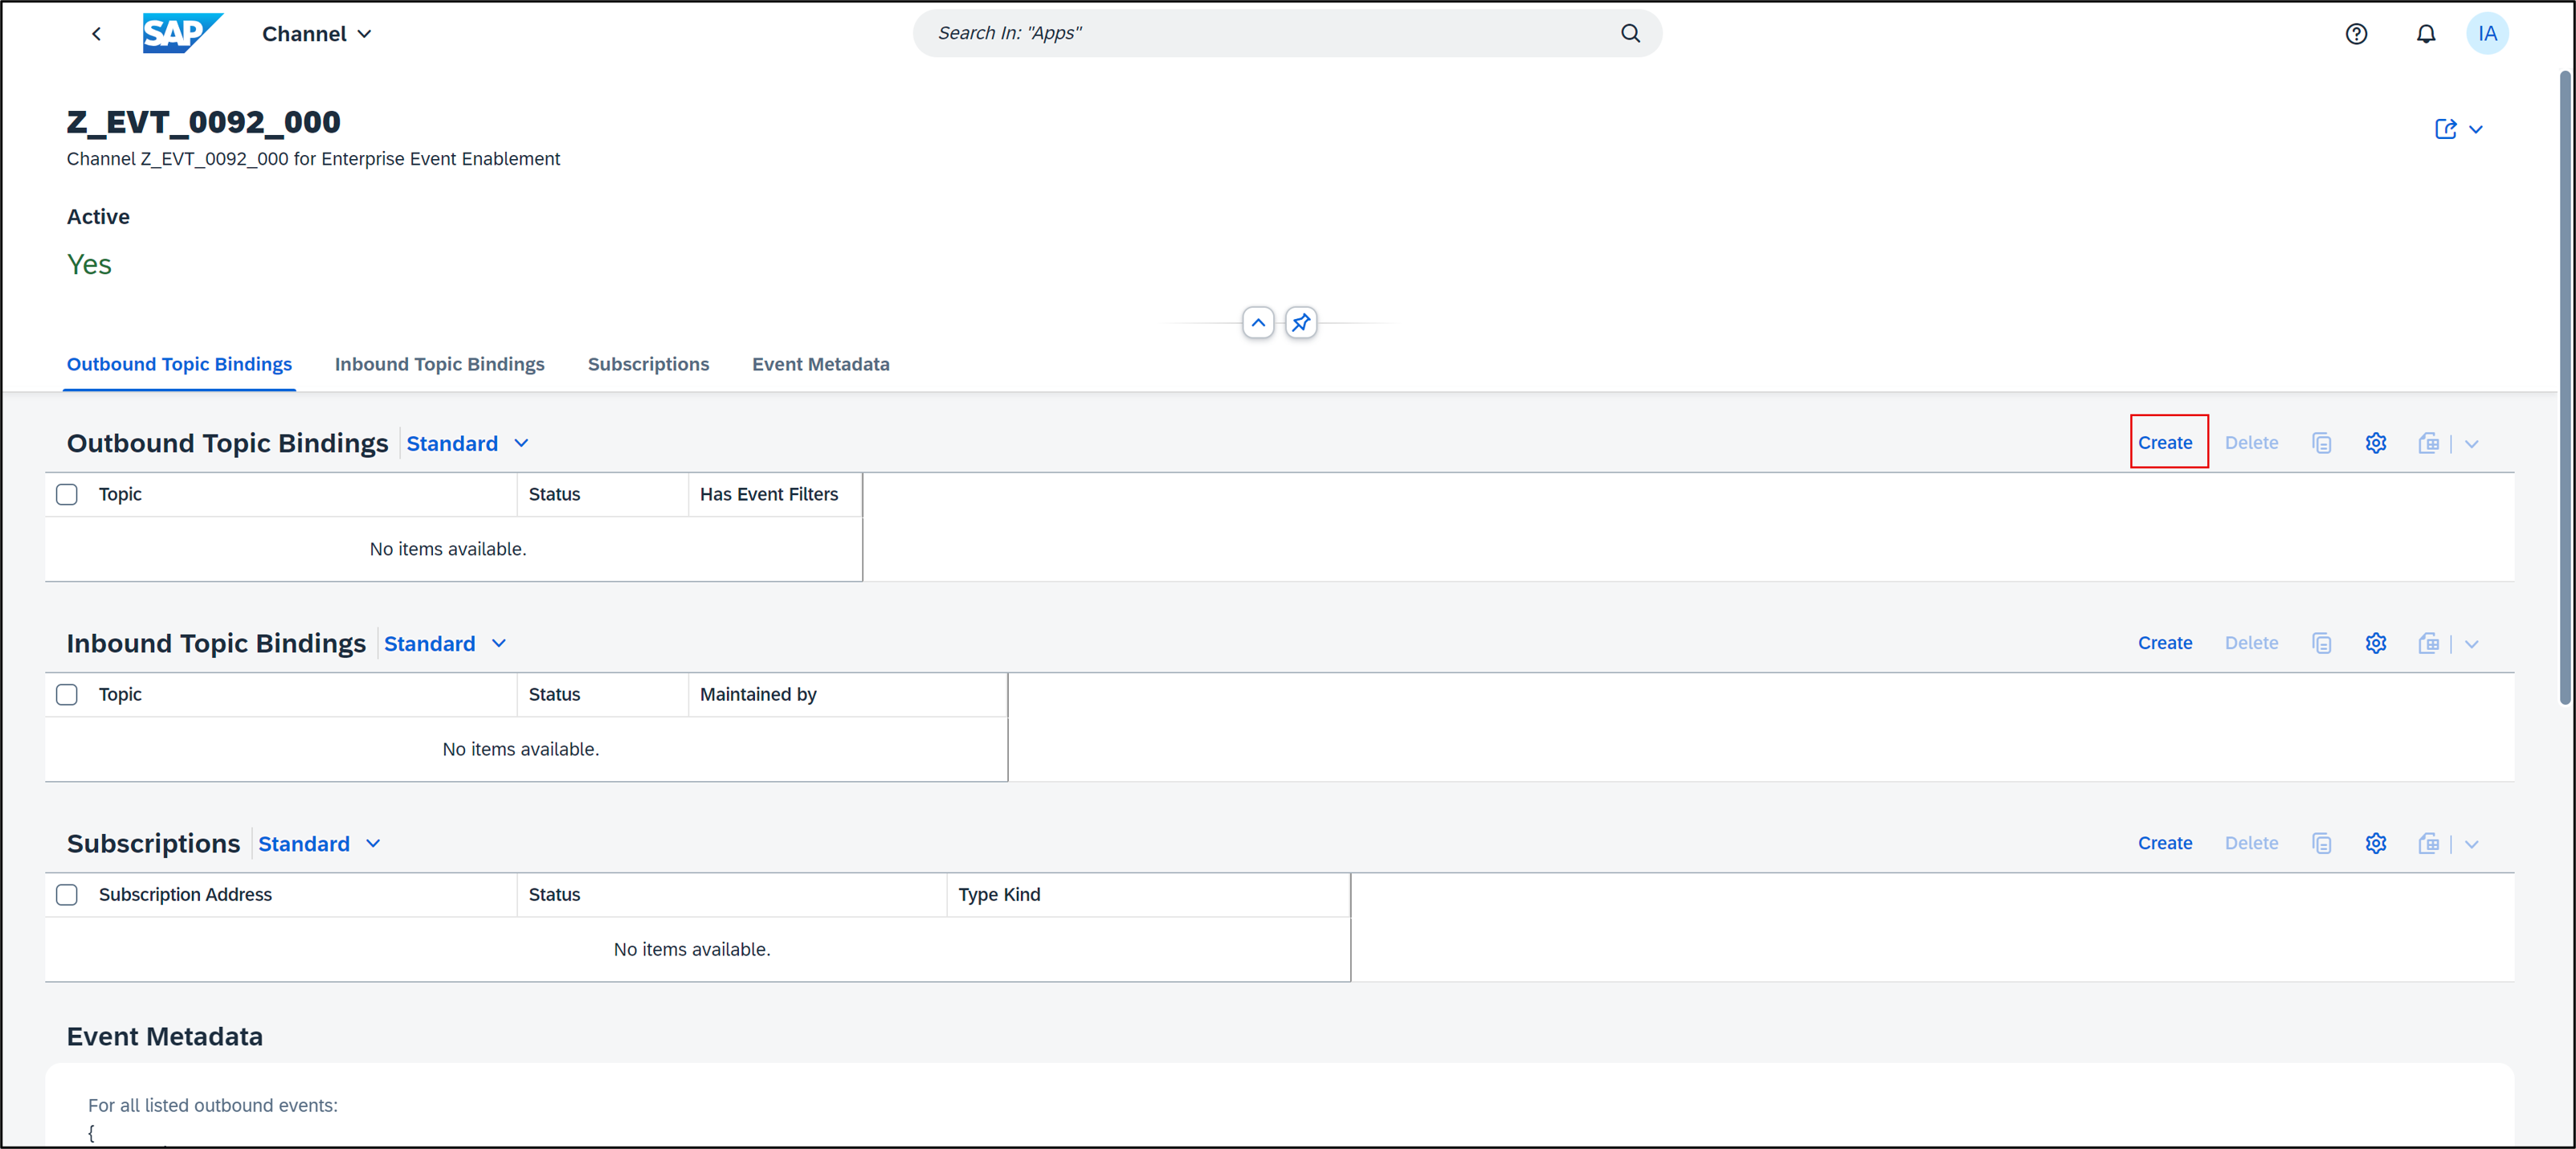 SAP Channel Search In: "Apps" IA
Z_EVT_0092_000
Channel Z_EVT_0092_000 for Enterprise Event Enablement
Active
Yes
Outbound Topic Bindings Inbound Topic Bindings Subscriptions Event Metadata
Outbound Topic Bindings Standard Create Delete
Topic Status Has Event Filters
No items available.
Inbound Topic Bindings Standard Create Delete
Topic Status Maintained by
No items available.
Subscriptions Standard Create Delete
Subscription Address Status Type Kind
No items available.
Event Metadata
For all listed outbound events:
{